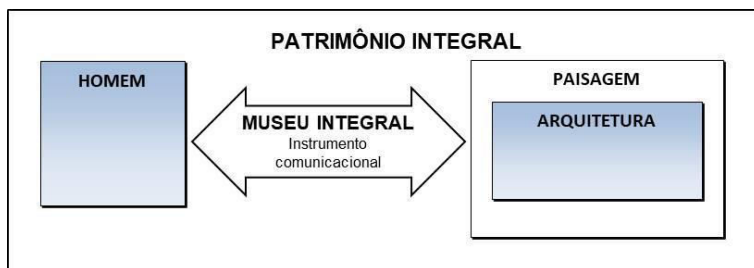 PATRIMÔNIO INTEGRAL
HOMEM
MUSEU INTEGRAL
Instrumento
comunicacional
PAISAGEM
ARQUITETURA